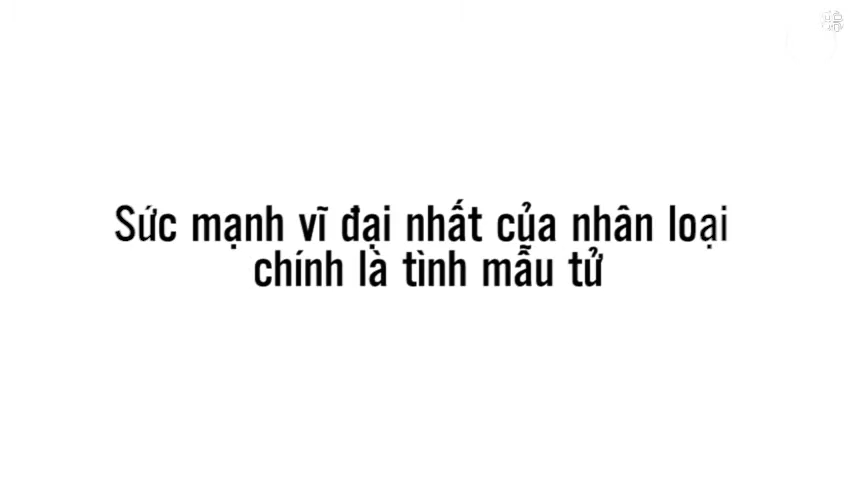 Sức mạnh vĩ đại nhất của nhân loại
chính là tình mẫu tử